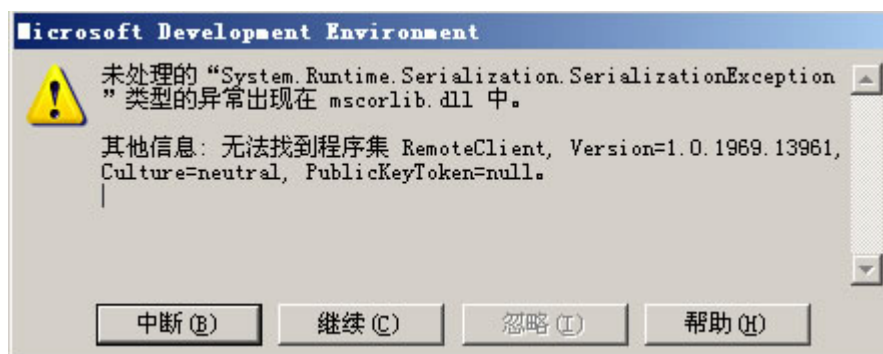 Microsoft Development Environment
未处理的“System.Runtime.Serialization.SerializationException
”类型的异常出现在 mscorlib.dll 中。
其他信息: 无法找到程序集 RemoteClient, Version=1.0.1969.13961,
Culture=neutral, PublicKeyToken=null。
中断(B) 继续(C) 忽略(I) 帮助(H)